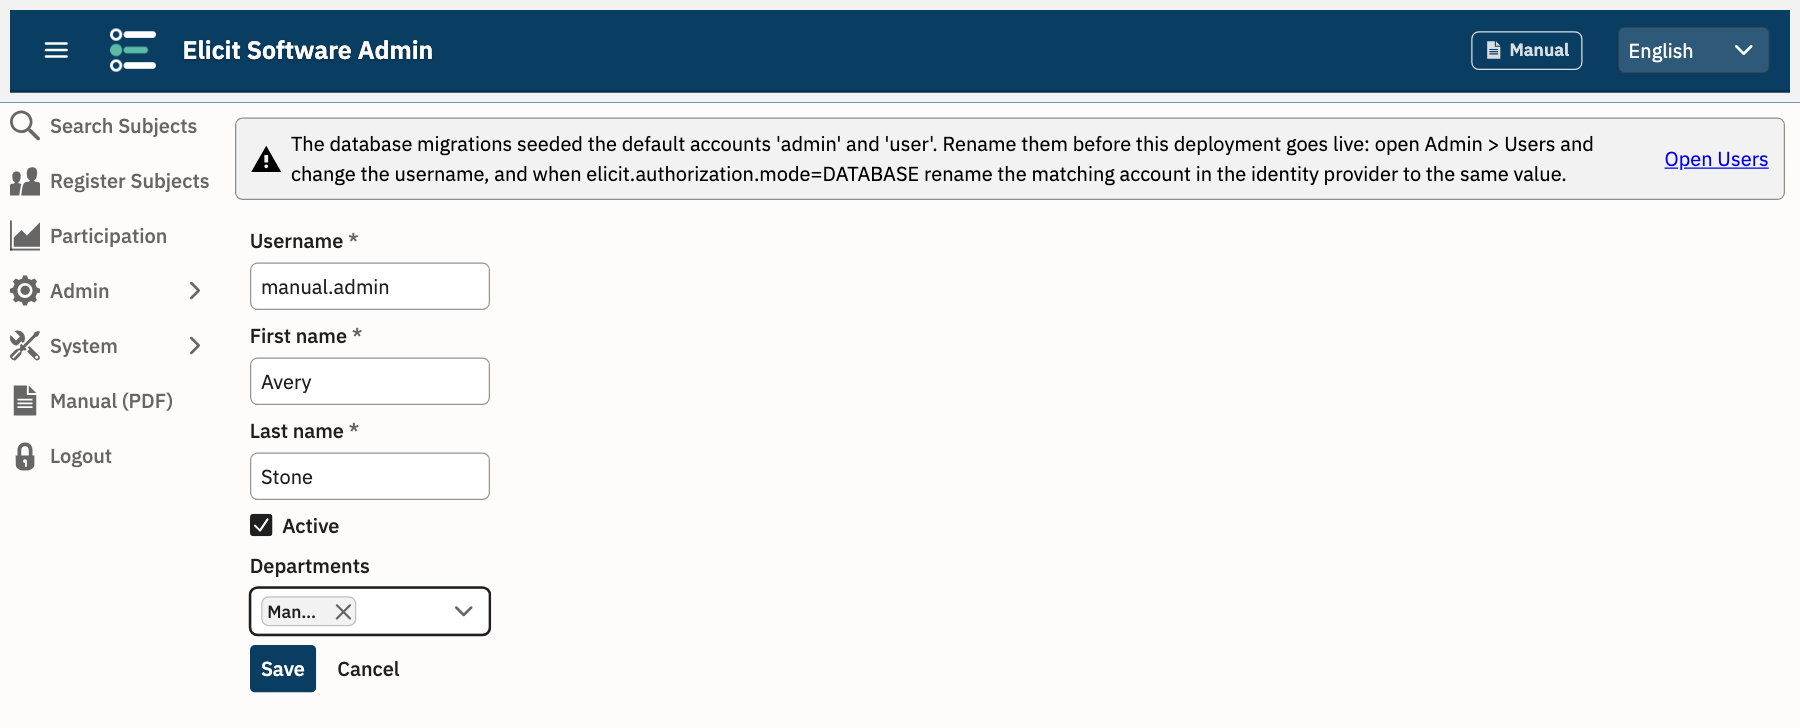 Elicit Software Admin
Manual
English
Search Subjects
Register Subjects
Participation
Admin
System
Manual (PDF)
Logout
The database migrations seeded the default accounts 'admin' and 'user'. Rename them before this deployment goes live: open Admin > Users and
change the username, and when elicit.authorization.mode=DATABASE rename the matching account in the identity provider to the same value.
Open Users
Username *
manual.admin
First name *
Avery
Last name *
Stone
Active
Departments
Man...
Save
Cancel